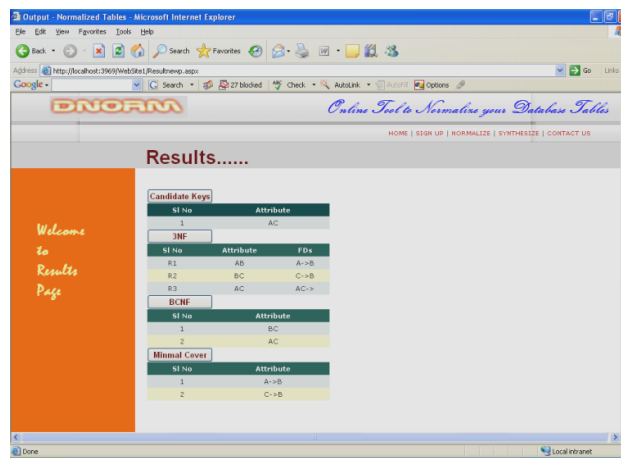 Output - Normalized Tables - Microsoft Internet Explorer
File Edit View Favorites Tools Help
Back Search Favorites
Address http://localhost:3969/WebSite1/Resultnewp.aspx Go Links
Google Search 27 blocked Check AutoLink AutoFill Options
DNORM
Online Tool to Normalize your Database Tables
HOME | SIGN UP | NORMALIZE | SYNTHESIZE | CONTACT US
Results......
Welcome
to
Results
Page
Candidate Keys
Sl No Attribute
1 AC
3NF
Sl No Attribute FDs
R1 AB A->B
R2 BC C->B
R3 AC AC->
BCNF
Sl No Attribute
1 BC
2 AC
Minmal Cover
Sl No Attribute
1 A->B
2 C->B
Done Local intranet